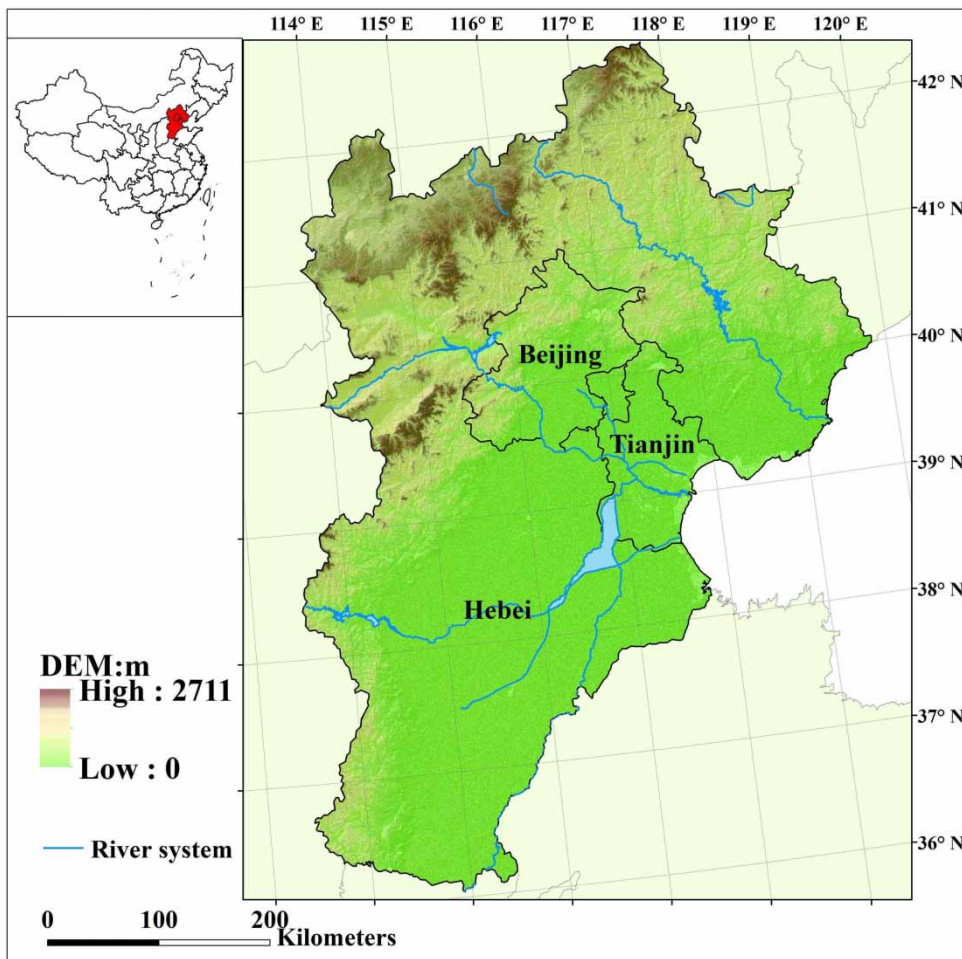 114° E 115° E 116° E 117° E 118° E 119° E 120° E
42° N
41° N
40° N
Beijing
Tianjin
39° N
38° N
Hebei
DEM:m
High : 2711
37° N
Low : 0
River system
36° N
0 100 200
Kilometers